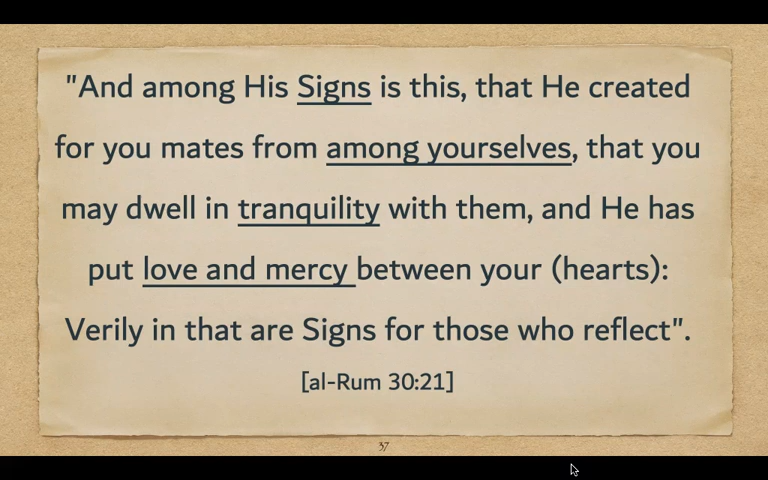 "And among His Signs is this, that He created
for you mates from among yourselves, that you
may dwell in tranquility with them, and He has
put love and mercy between your (hearts):
Verily in that are Signs for those who reflect".
[al-Rum 30:21]
37